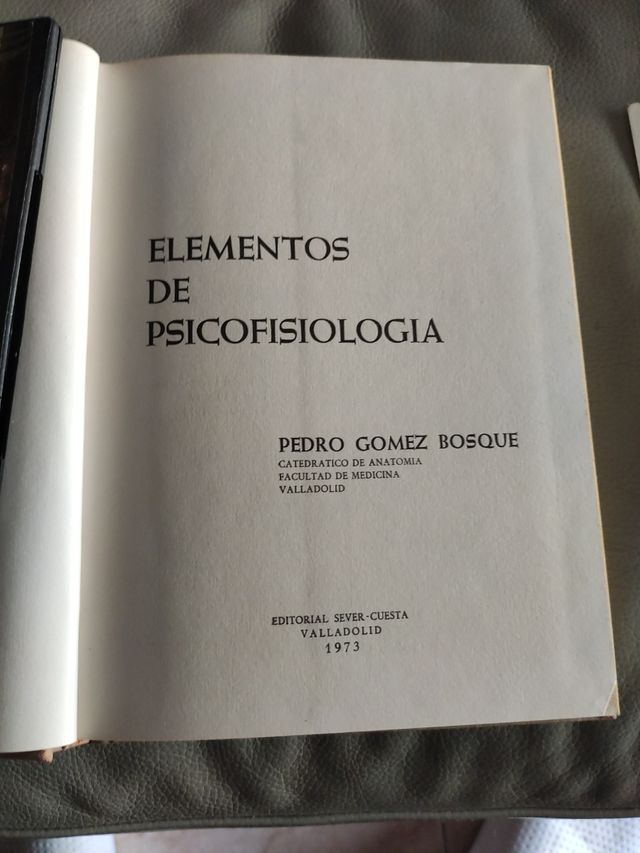 ELEMENTOS
DE
PSICOFISIOLOGIA
PEDRO GOMEZ BOSQUE
CATEDRATICO DE ANATOMIA
FACULTAD DE MEDICINA
VALLADOLID
EDITORIAL SEVER-CUESTA
VALLADOLID
1973